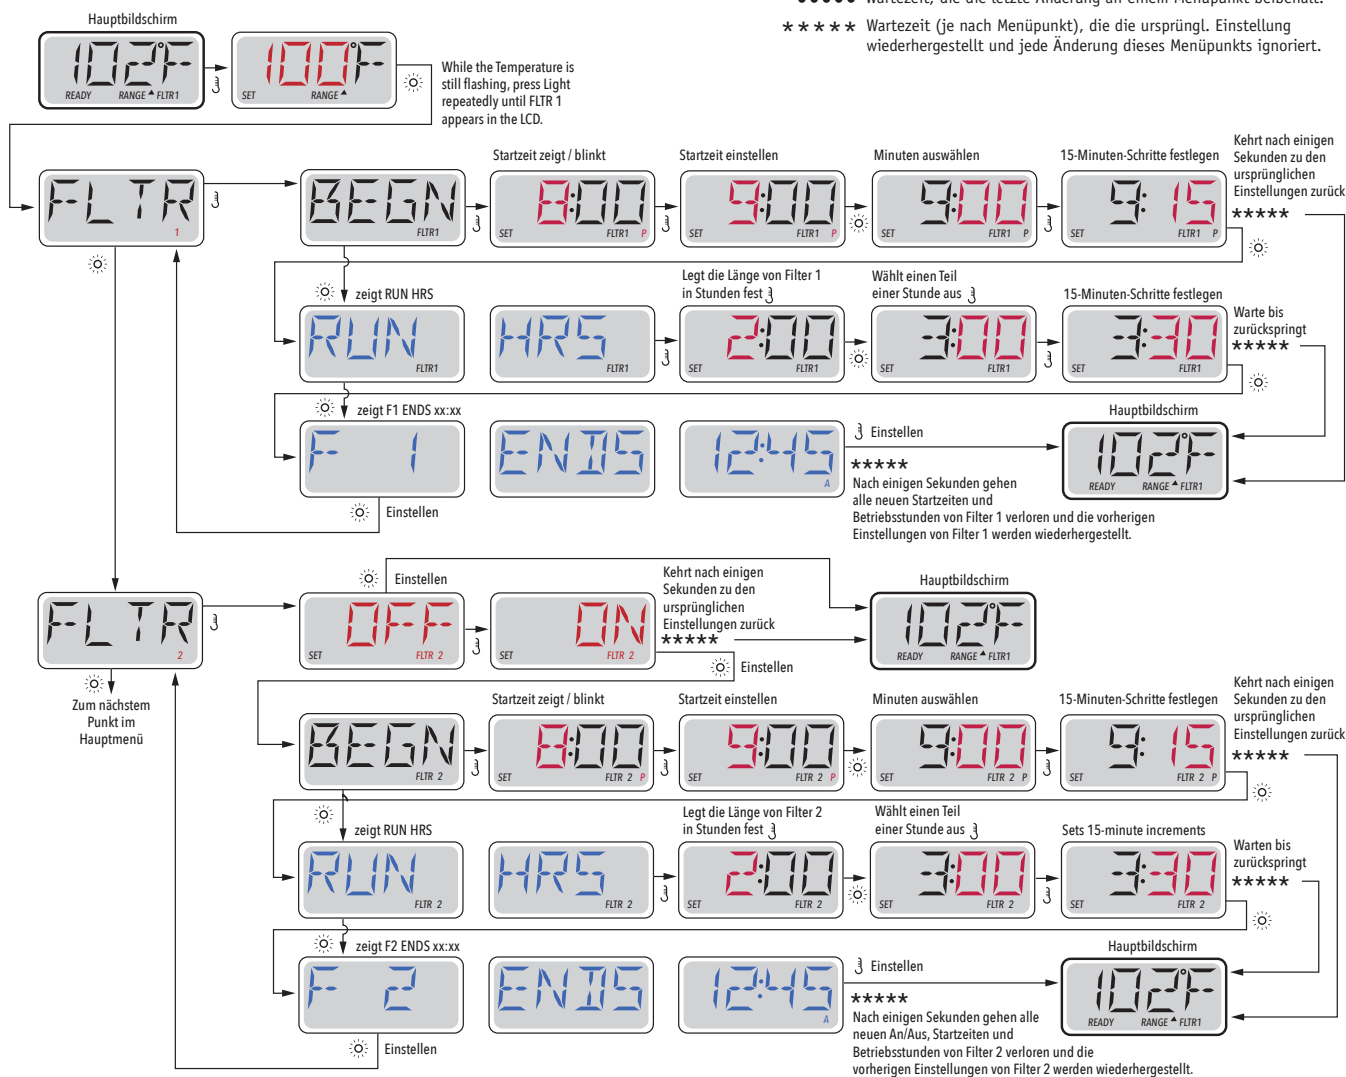 ***** Wartezeit, die die letzte Änderung an einem Menüpunkt beibehält.
***** Wartezeit (je nach Menüpunkt), die die ursprüngl. Einstellung
wiederhergestellt und jede Änderung dieses Menüpunkts ignoriert.
Hauptbildschirm
102°F
READY RANGE FLTR1
100°F
SET RANGE
While the Temperature is
still flashing, press Light
repeatedly until FLTR 1
appears in the LCD.
FLTR
1
BEGN
FLTR1
Startzeit zeigt / blinkt
8:00
SET FLTR1 P
Startzeit einstellen
9:00
SET FLTR1 P
Minuten auswählen
9:00
SET FLTR1 P
15-Minuten-Schritte festlegen
9:15
SET FLTR1 P
Kehrt nach einigen
Sekunden zu den
ursprünglichen
Einstellungen zurück
*****
zeigt RUN HRS
RUN
FLTR1
HRS
FLTR1
Legt die Länge von Filter 1
in Stunden fest
2:00
SET FLTR1
Wählt einen Teil
einer Stunde aus
3:00
SET FLTR1
15-Minuten-Schritte festlegen
3:30
SET FLTR1
Warte bis
zurückspringt
*****
zeigt F1 ENDS xx:xx
F 1
ENDS
12:45
A
Einstellen
*****
Nach einigen Sekunden gehen
alle neuen Startzeiten und
Betriebsstunden von Filter 1 verloren und die vorherigen
Einstellungen von Filter 1 werden wiederhergestellt.
Hauptbildschirm
102°F
READY RANGE FLTR1
Einstellen
FLTR
2
Zum nächsten
Punkt im
Hauptmenü
Einstellen
OFF
SET FLTR 2
ON
SET FLTR 2
Kehrt nach einigen
Sekunden zu den
ursprünglichen
Einstellungen zurück
*****
Einstellen
Hauptbildschirm
102°F
READY RANGE FLTR1
BEGN
FLTR 2
Startzeit zeigt / blinkt
8:00
SET FLTR 2 P
Startzeit einstellen
9:00
SET FLTR 2 P
Minuten auswählen
9:00
SET FLTR 2 P
15-Minuten-Schritte festlegen
9:15
SET FLTR 2 P
Kehrt nach einigen
Sekunden zu den
ursprünglichen
Einstellungen zurück
*****
zeigt RUN HRS
RUN
FLTR 2
HRS
FLTR 2
Legt die Länge von Filter 2
in Stunden fest
2:00
SET FLTR 2
Wählt einen Teil
einer Stunde aus
3:00
SET FLTR 2
Sets 15-minute increments
3:30
SET FLTR 2
Warten bis
zurückspringt
*****
zeigt F2 ENDS xx:xx
F 2
ENDS
12:45
A
Einstellen
*****
Nach einigen Sekunden gehen alle
neuen An/Aus, Startzeiten und
Betriebsstunden von Filter 2 verloren und die
vorherigen Einstellungen von Filter 2 werden wiederhergestellt.
Hauptbildschirm
102°F
READY RANGE FLTR1
Einstellen